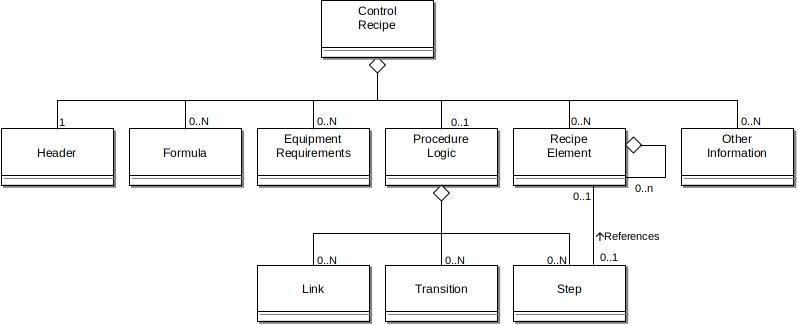 Control
Recipe
1
0..N
0..N
0..1
0..N
0..N
Header
Formula
Equipment
Requirements
Procedure
Logic
Recipe
Element
Other
Information
0..n
0..1
References
0..N
0..N
0..N
0..1
Link
Transition
Step